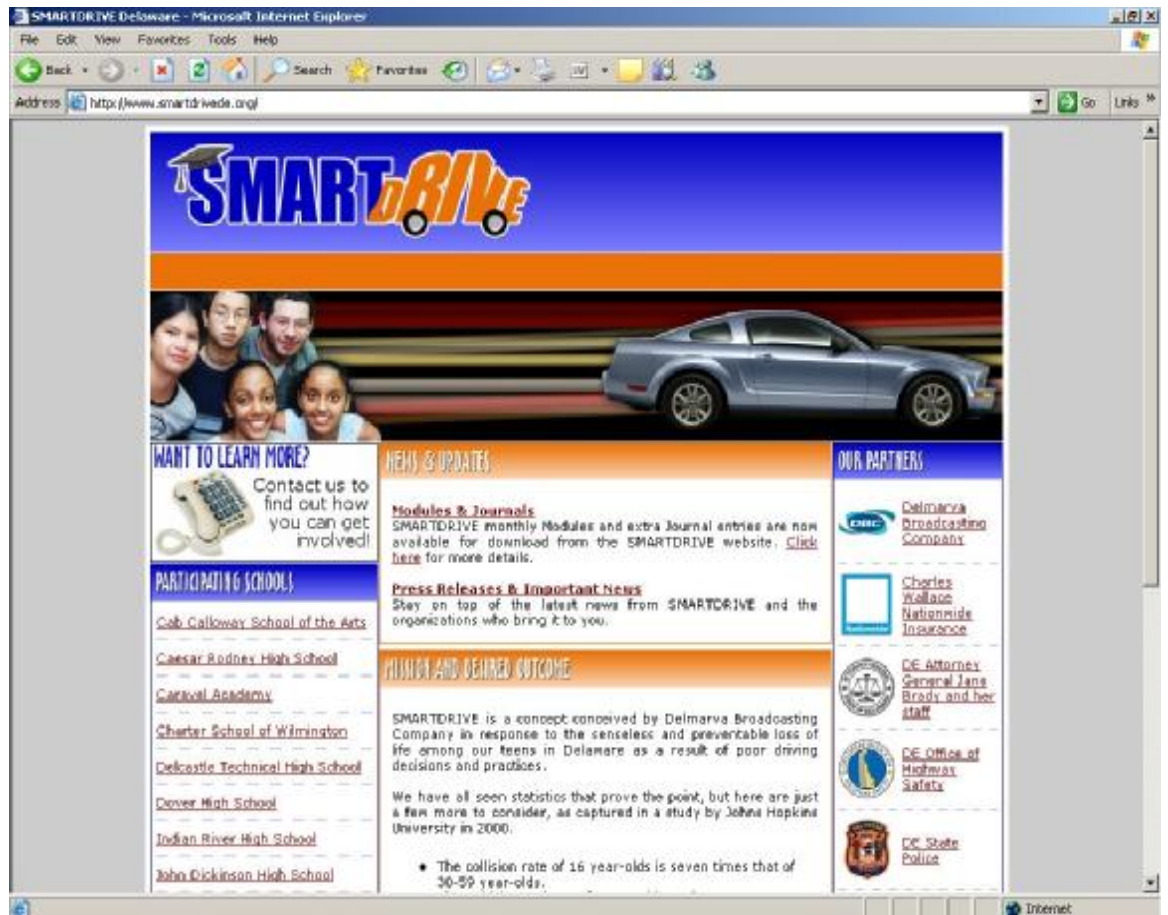 SMARTDRIVE Delaware - Microsoft Internet Explorer
File Edit View Favorites Tools Help
Back Search Favorites
Address http://www.smartdrivede.org/ Go Links »
SMARTDRIVE
WANT TO LEARN MORE?
Contact us to
find out how
you can get
involved!
PARTICIPATING SCHOOLS
Cab Calloway School of the Arts
Caesar Rodney High School
Caravel Academy
Charter School of Wilmington
Delcastle Technical High School
Dover High School
Indian River High School
John Dickinson High School
NEWS & UPDATES
Modules & Journals
SMARTDRIVE monthly Modules and extra Journal entries are now
available for download from the SMARTDRIVE website. Click
here for more details.
Press Releases & Important News
Stay on top of the latest news from SMARTDRIVE and the
organizations who bring it to you.
MISSION AND DESIRED OUTCOME
SMARTDRIVE is a concept conceived by Delmarva Broadcasting
Company in response to the senseless and preventable loss of
life among our teens in Delaware as a result of poor driving
decisions and practices.
We have all seen statistics that prove the point, but here are just
a few more to consider, as captured in a study by Johns Hopkins
University in 2000.
• The collision rate of 16 year-olds is seven times that of
30-59 year-olds.
OUR PARTNERS
DBC
Delmarva
Broadcasting
Company
Nationwide
Charles
Wallace
Nationwide
Insurance
DE Attorney
General Jane
Brady and her
staff
DE Office of
Highway
Safety
DE State
Police
Internet